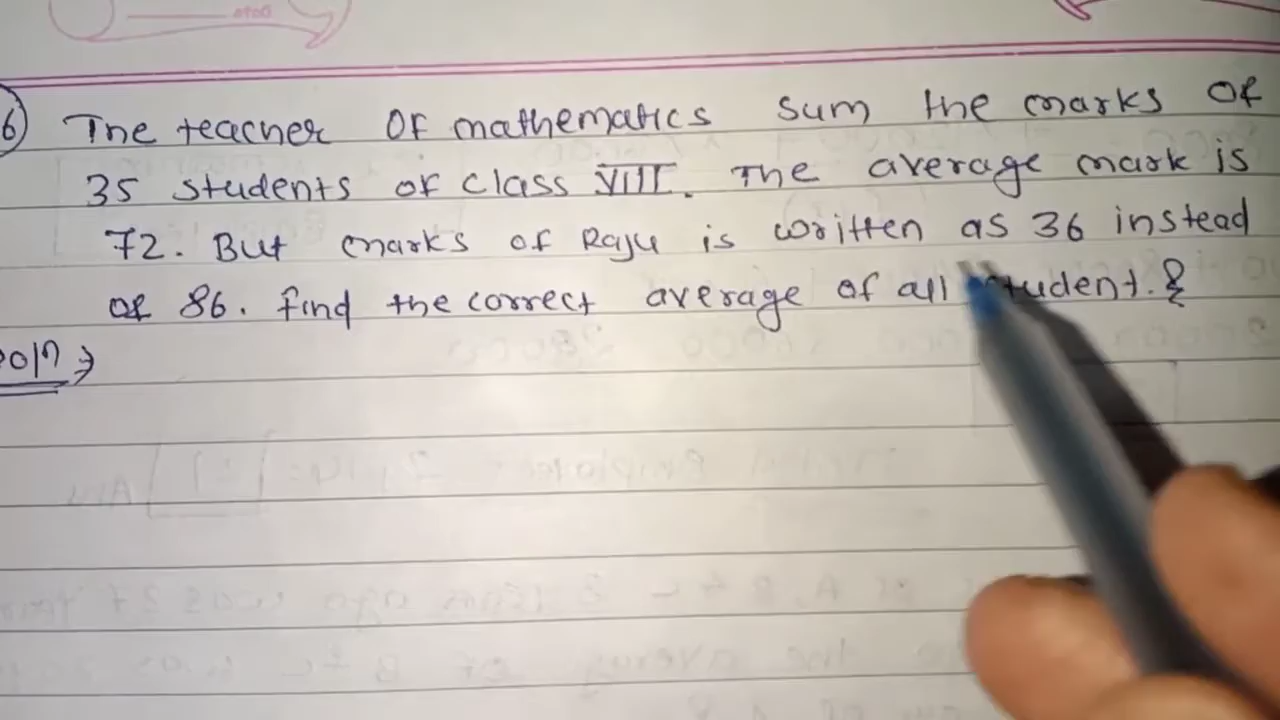 Date
6) The teacher of mathematics sum the marks of
35 students of class VIII. The average mark is
72. But marks of Raju is written as 36 instead
of 86. find the correct average of all student.
Soln →